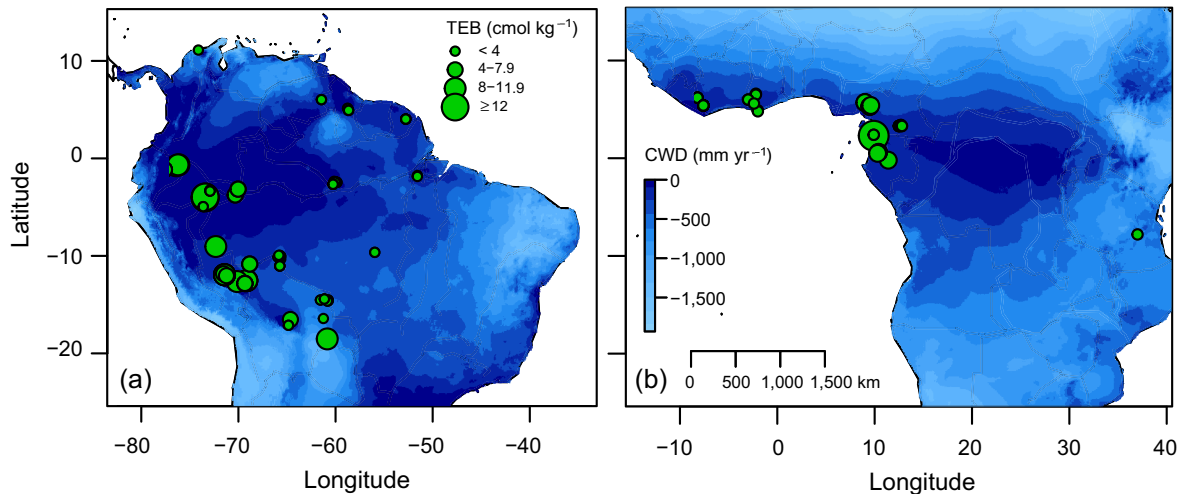 TEB (cmol kg⁻¹)
< 4
4–7.9
8–11.9
≥ 12
10
0
−10
−20
Latitude
(a)
−80 −70 −60 −50 −40
Longitude
CWD (mm yr⁻¹)
0
−500
−1,000
−1,500
0 500 1,000 1,500 km
(b)
−10 0 10 20 30 40
Longitude